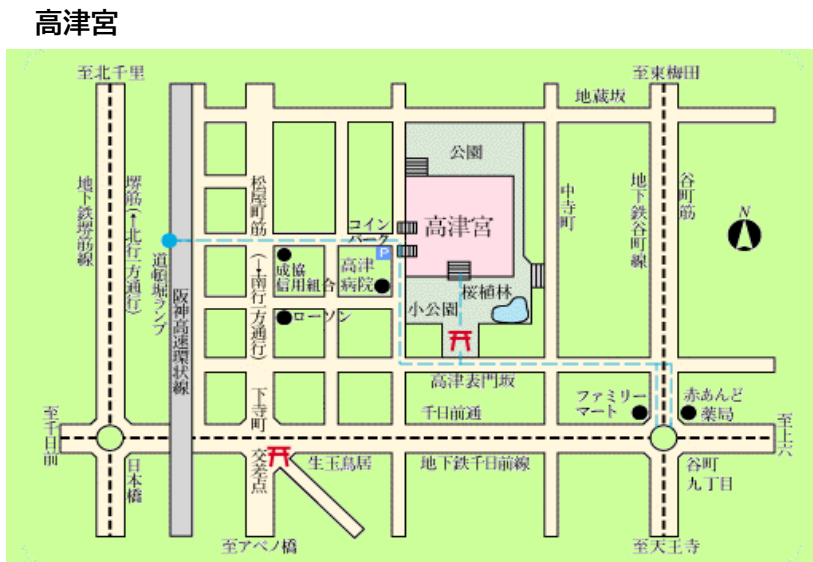 高津宮
至北千里
至東梅田
地蔵坂
公園
地下鉄堺筋線
堺筋(←北行一方通行)
松屋町筋
(→南行一方通行)
中寺町
地下鉄谷町線
谷町筋
N
コイン
パーク
P
高津宮
道頓堀ランプ
阪神高速環状線
成協
信用組合
高津
病院
ローソン
桜植林
小公園
高津表門坂
下寺町
交差点
千日前通
ファミリー
マート
赤あんど
薬局
至千日前
至上六
日本橋
生玉鳥居
地下鉄千日前線
谷町
九丁目
至アベノ橋
至天王寺